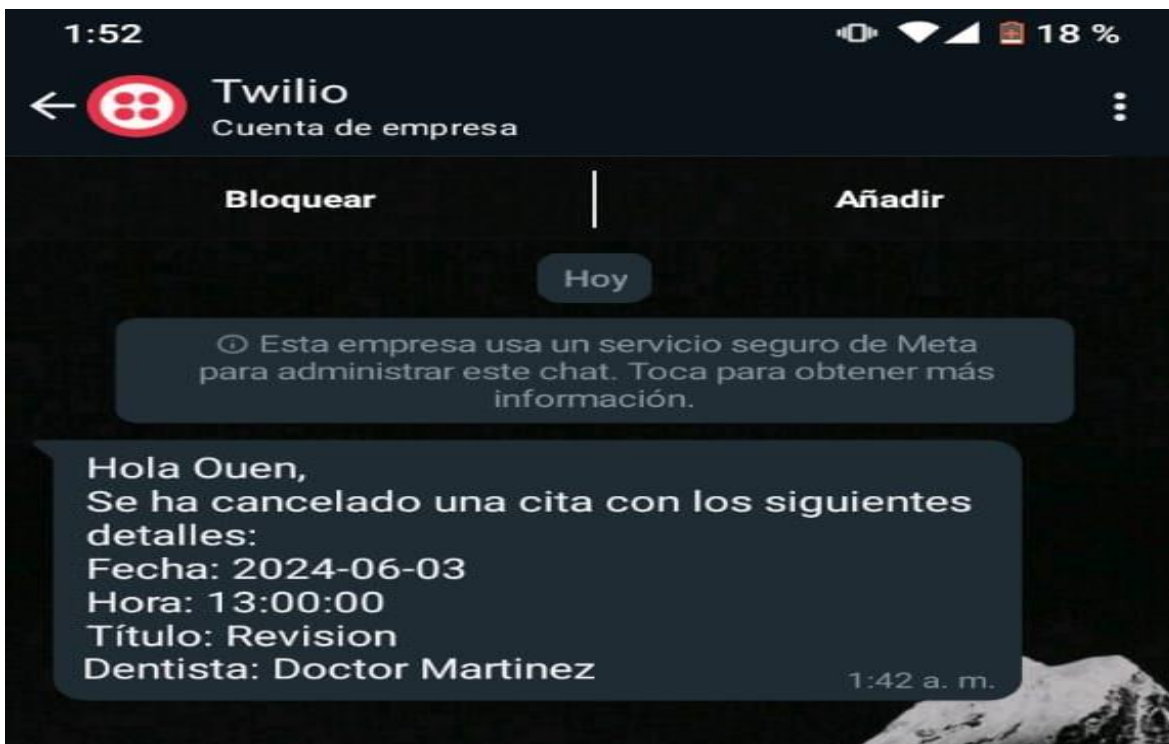 1:52
18 %
Twilio
Cuenta de empresa
Bloquear
Añadir
Hoy
Esta empresa usa un servicio seguro de Meta
para administrar este chat. Toca para obtener más
información.
Hola Ouen,
Se ha cancelado una cita con los siguientes
detalles:
Fecha: 2024-06-03
Hora: 13:00:00
Título: Revision
Dentista: Doctor Martinez
1:42 a. m.